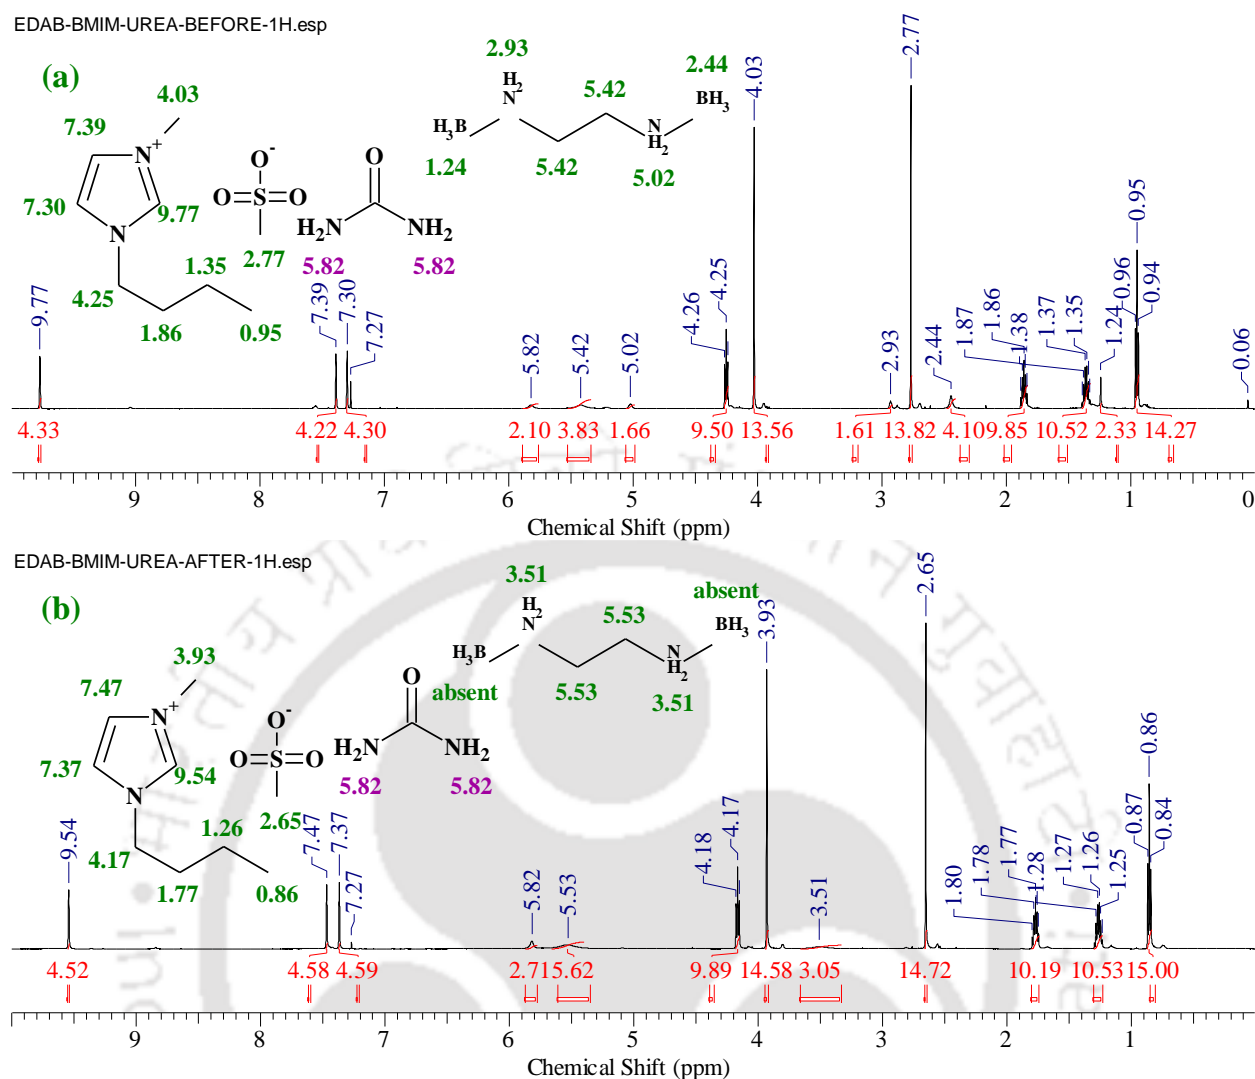 EDAB-BMIM-UREA-BEFORE-1H.esp
(a)
4.03
7.39
N+
7.30
9.77
N
4.25
1.86
1.35
0.95
O-
O S O
2.77
O
H2N NH2
5.82 5.82
2.93
H2
N
5.42
2.44
BH3
H3B
1.24
5.42
N
H2
5.02
9.77
7.39
7.30
7.27
5.82
5.42
5.02
4.26
4.25
4.03
2.93
2.77
2.44
1.87
1.86
1.38
1.37
1.35
1.24
0.96
0.95
0.94
0.06
4.33 4.22 4.30 2.10 3.83 1.66 9.50 13.56 1.61 13.82 4.10 9.85 10.52 2.33 14.27
9 8 7 6 5 4 3 2 1 0
Chemical Shift (ppm)
EDAB-BMIM-UREA-AFTER-1H.esp
(b)
3.93
7.47
N+
7.37
9.54
N
4.17
1.77
1.26
0.86
O-
O S O
2.65
O
H2N NH2
5.82 5.82
3.51
H2
N
5.53
absent
BH3
H3B
absent
5.53
N
H2
3.51
9.54
7.47
7.37
7.27
5.82
5.53
4.18
4.17
3.93
3.51
2.65
1.80
1.78
1.77
1.28
1.27
1.26
1.25
0.87
0.86
0.84
4.52 4.58 4.59 2.71 5.62 9.89 14.58 3.05 14.72 10.19 10.53 15.00
9 8 7 6 5 4 3 2 1
Chemical Shift (ppm)